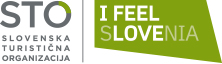 STO
SLOVENSKA
TURISTIČNA
ORGANIZACIJA
I FEEL
SLOVENIA